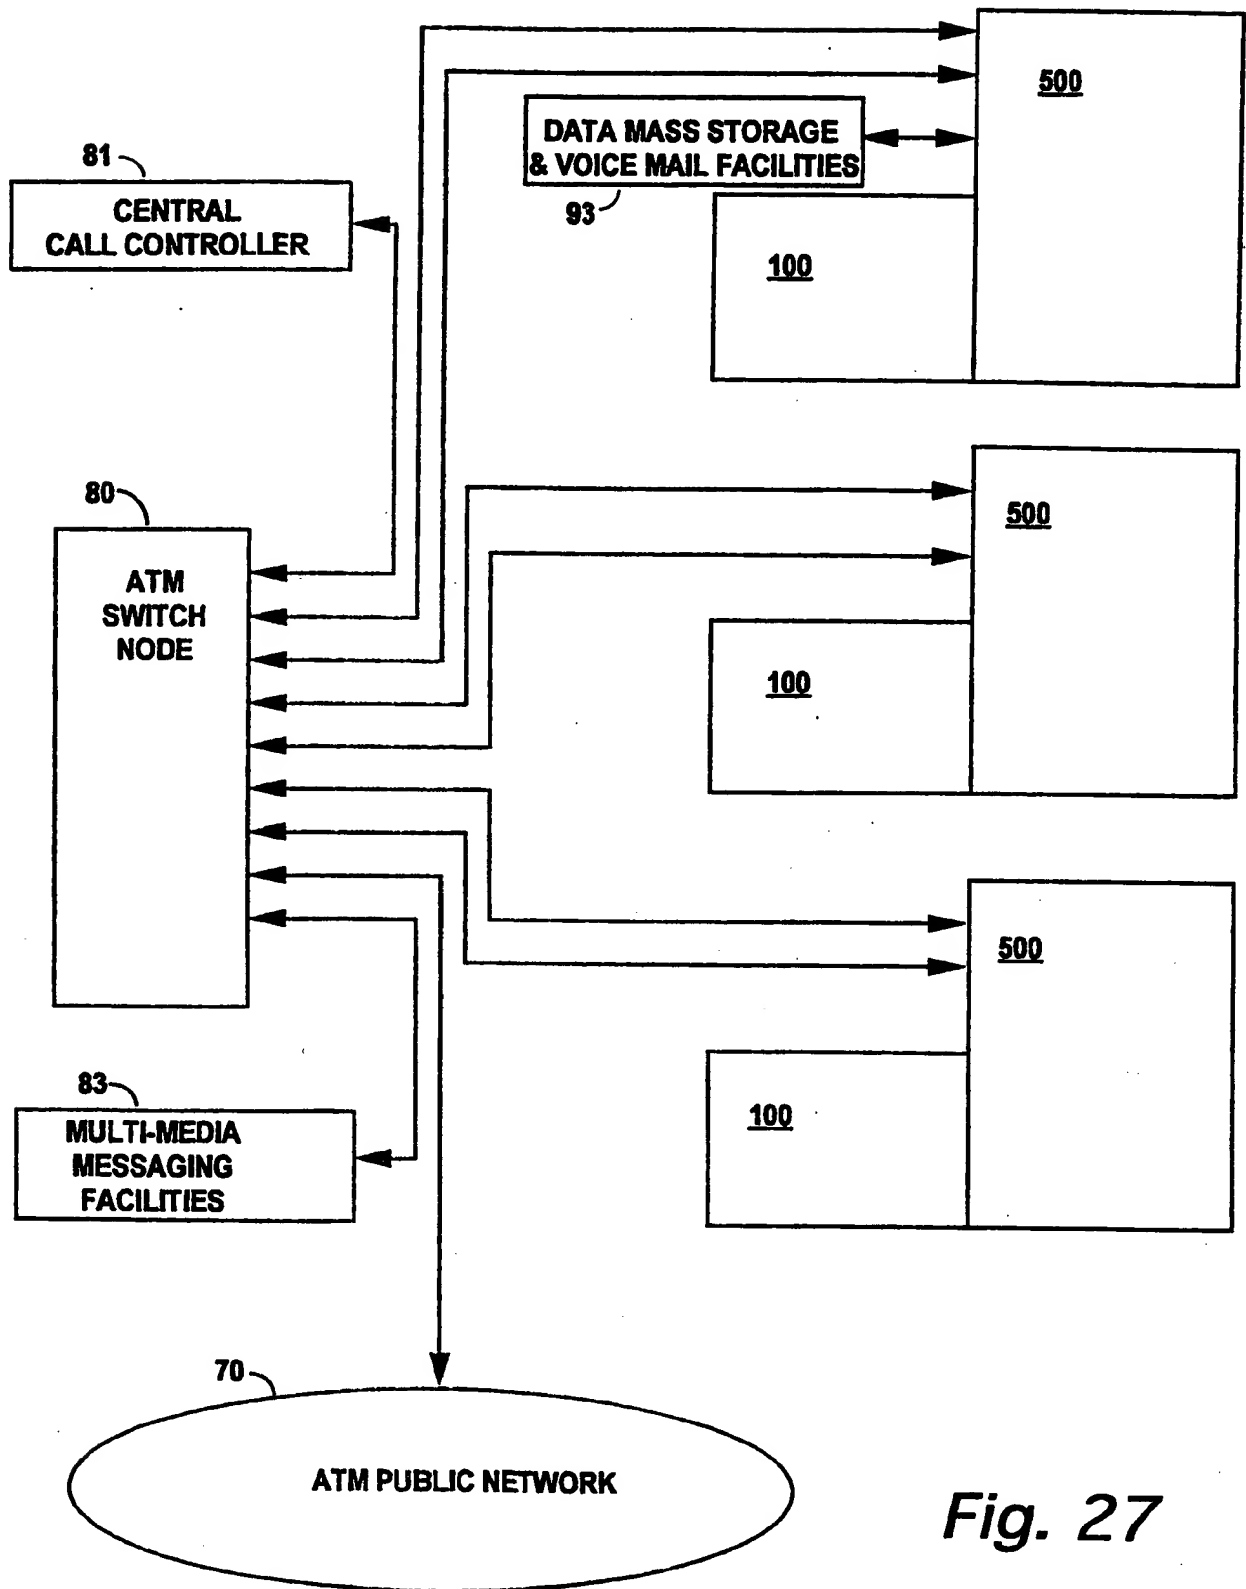 500
DATA MASS STORAGE
& VOICE MAIL FACILITIES
93
100
81
CENTRAL
CALL CONTROLLER
80
ATM
SWITCH
NODE
500
100
500
100
83
MULTI-MEDIA
MESSAGING
FACILITIES
70
ATM PUBLIC NETWORK
Fig. 27